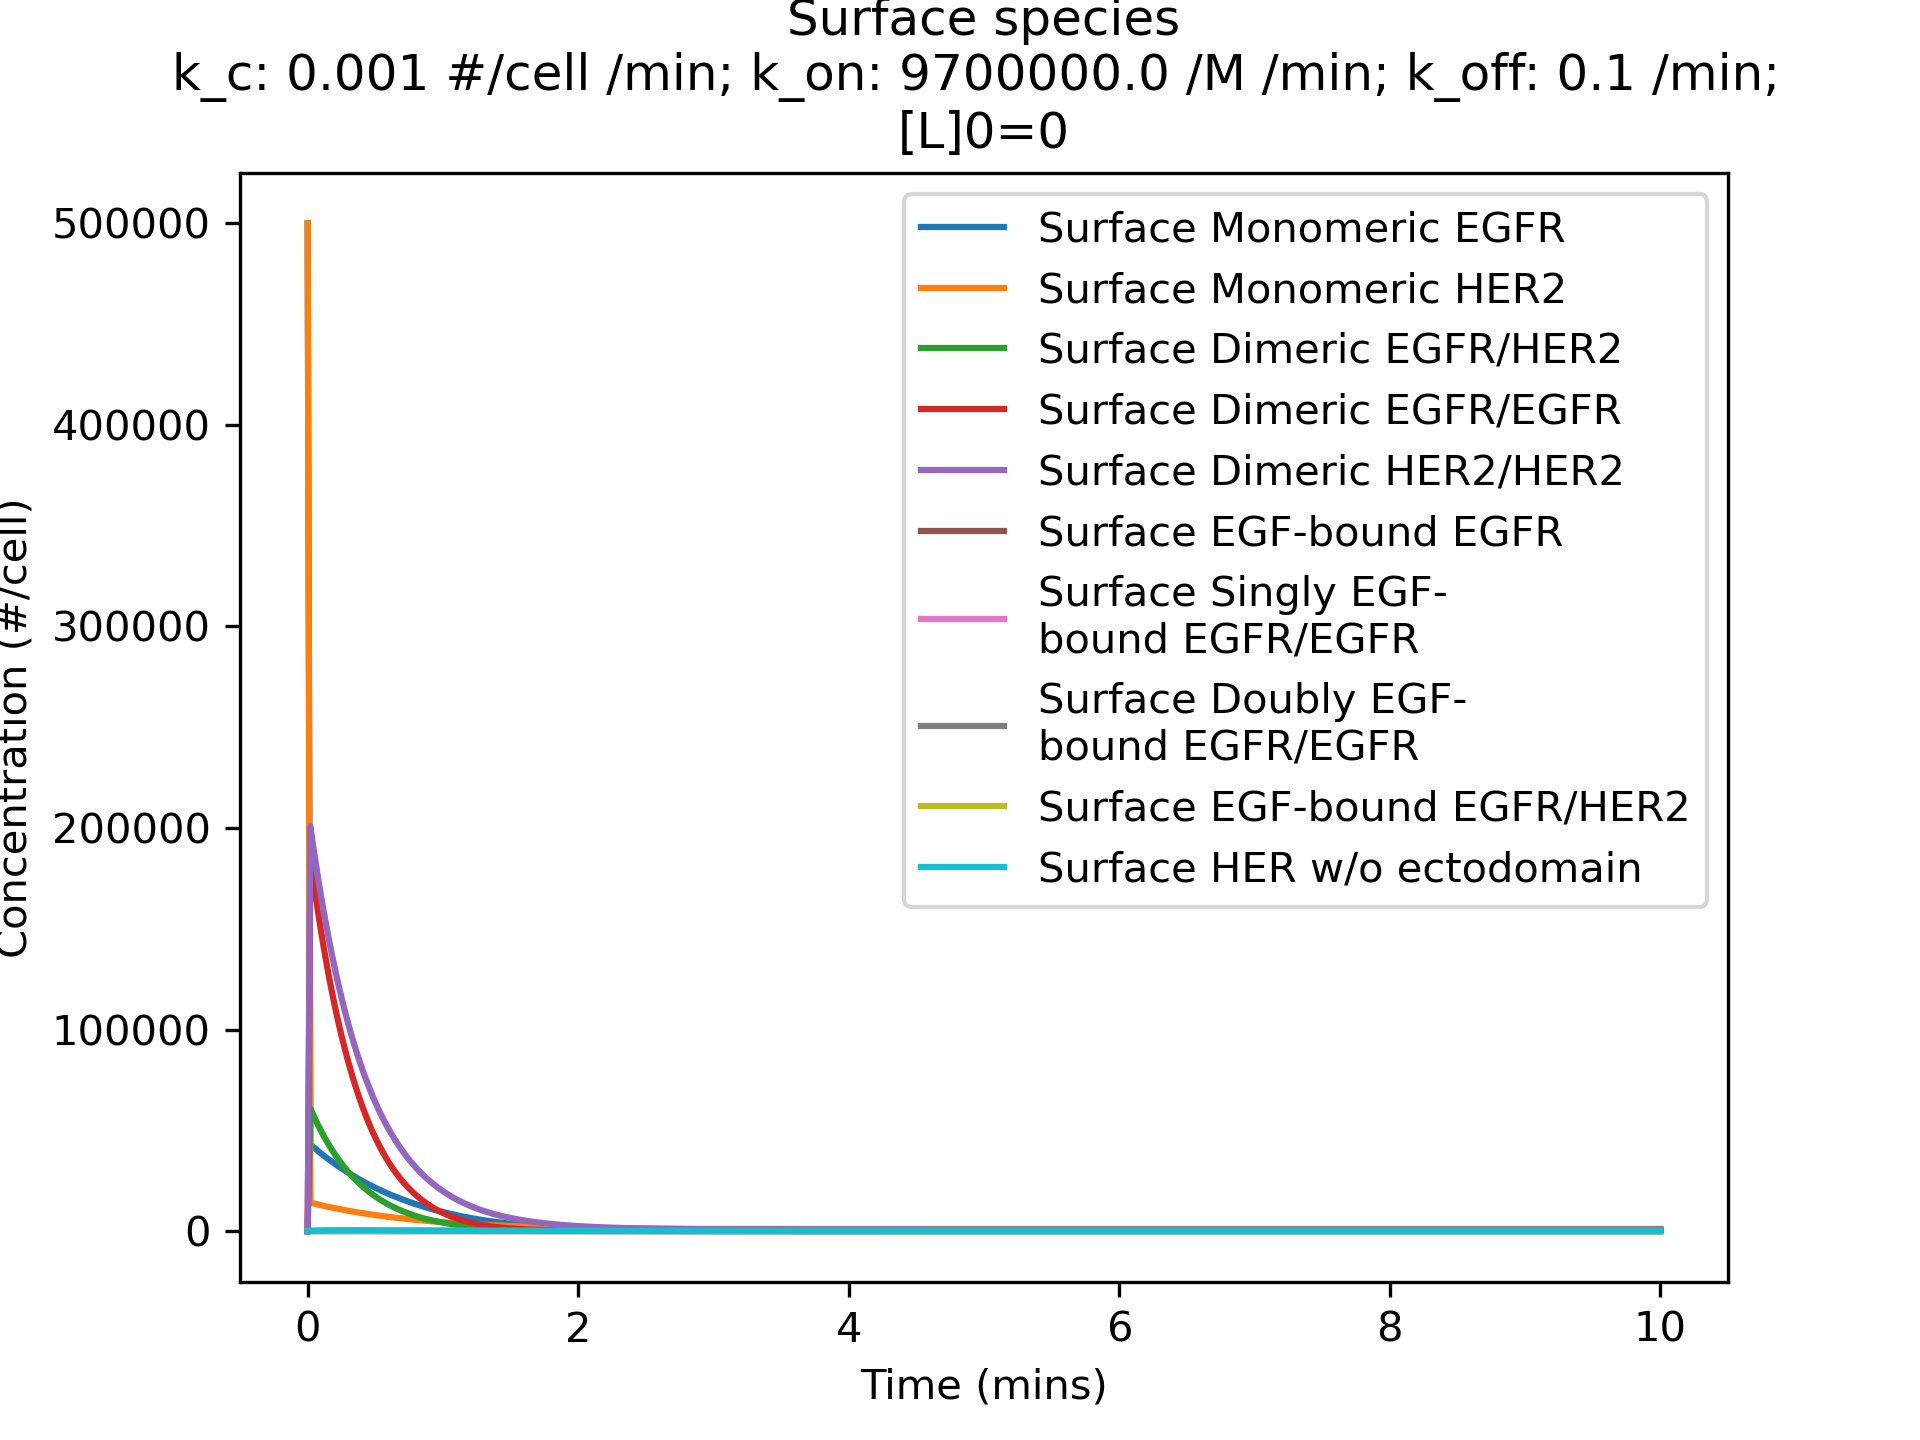 Surface species
k_c: 0.001 #/cell /min; k_on: 9700000.0 /M /min; k_off: 0.1 /min;
[L]0=0
Concentration (#/cell)
500000
400000
300000
200000
100000
0
Surface Monomeric EGFR
Surface Monomeric HER2
Surface Dimeric EGFR/HER2
Surface Dimeric EGFR/EGFR
Surface Dimeric HER2/HER2
Surface EGF-bound EGFR
Surface Singly EGF-
bound EGFR/EGFR
Surface Doubly EGF-
bound EGFR/EGFR
Surface EGF-bound EGFR/HER2
Surface HER w/o ectodomain
0 2 4 6 8 10
Time (mins)